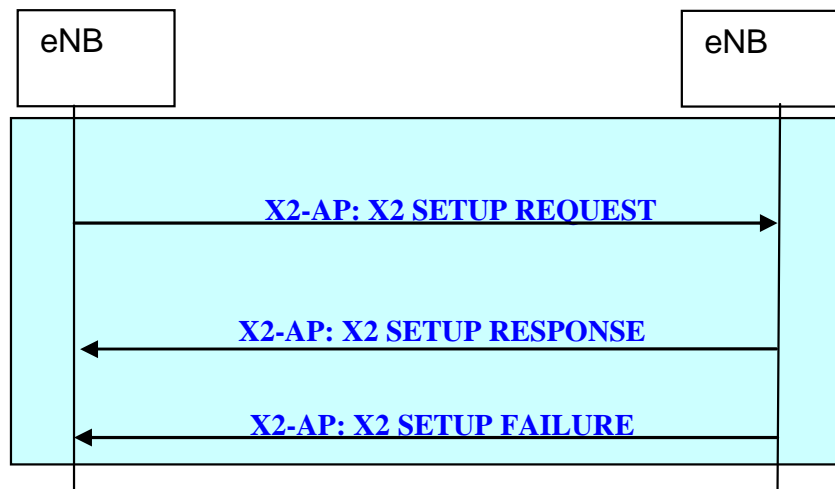 eNB
eNB
X2-AP: X2 SETUP REQUEST
X2-AP: X2 SETUP RESPONSE
X2-AP: X2 SETUP FAILURE